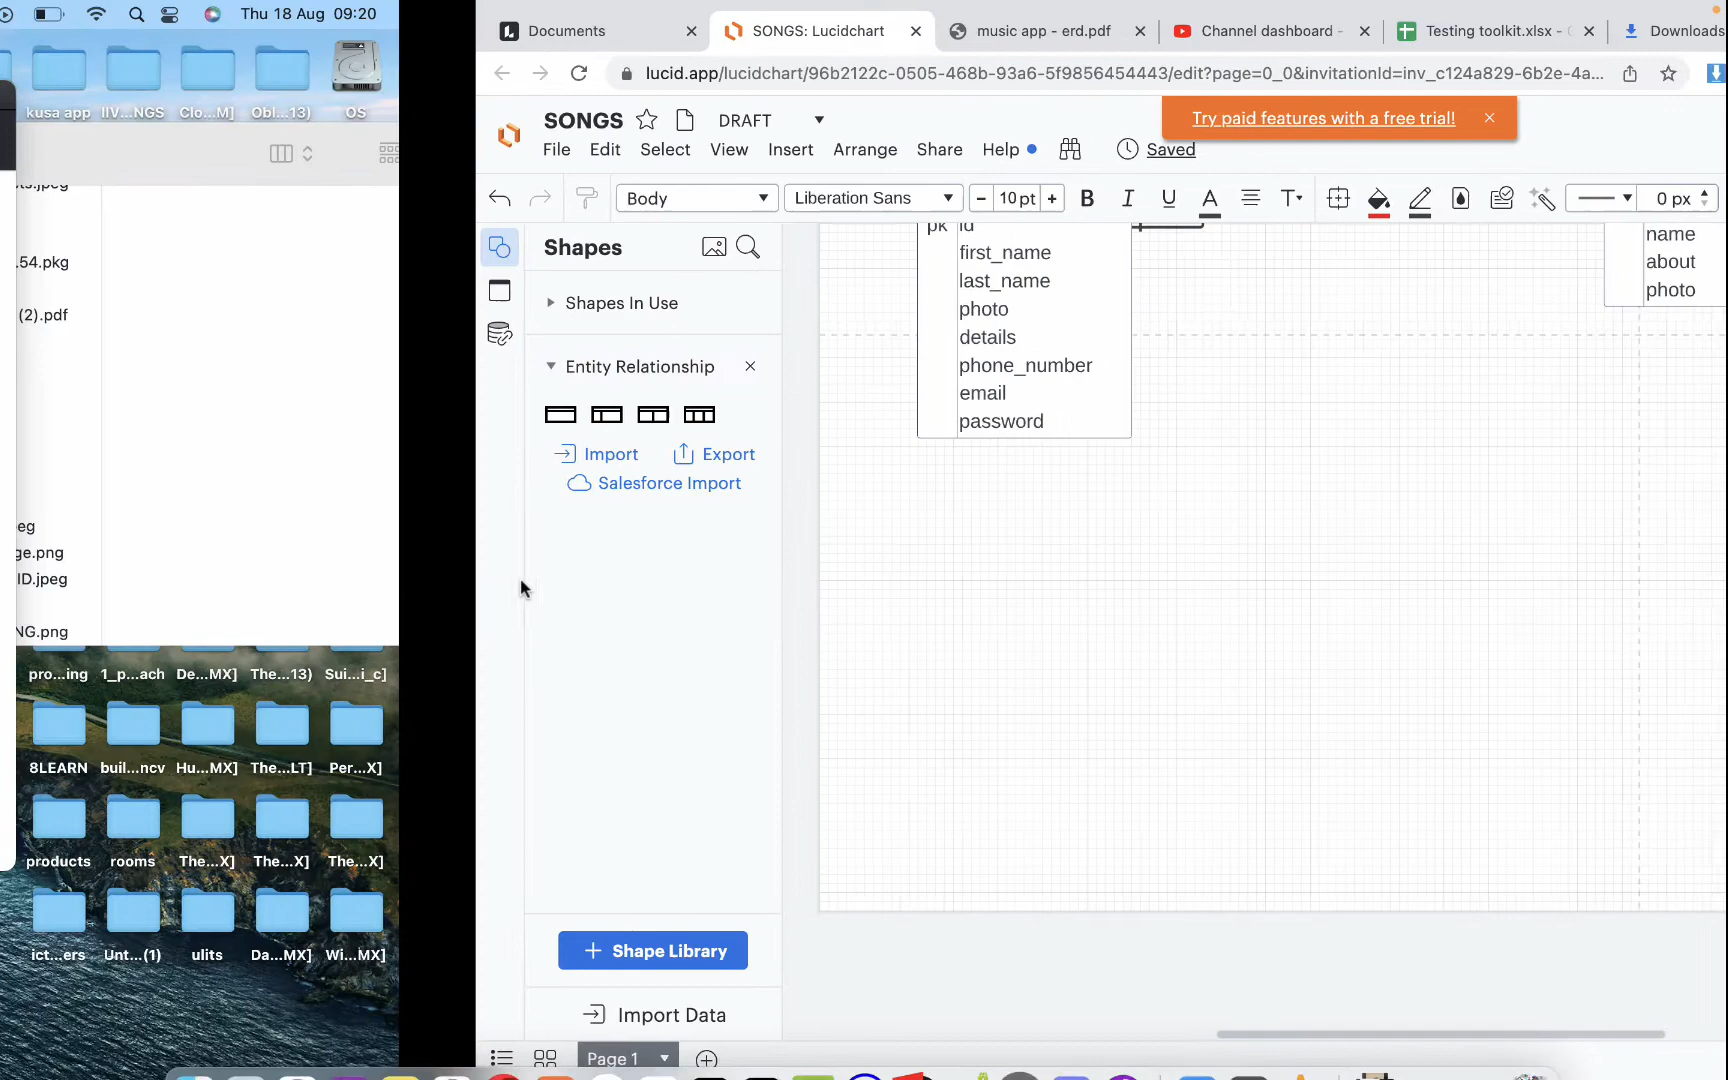 Thu 18 Aug 09:20
kusa app
IIV...NGS
Clo...M]
Obl...13)
OS
.54.pkg
(2).pdf
eg
ge.png
ID.jpeg
NG.png
pro...ing
1_p...ach
De...MX]
The...13)
Sui...i_c]
8LEARN
buil...ncv
Hu...MX]
The...LT]
Per...X]
products
rooms
The...X]
The...X]
The...X]
ict...ers
Unt...(1)
ulits
Da...MX]
Wi...MX]
Documents
SONGS: Lucidchart
music app - erd.pdf
Channel dashboard -
Testing toolkit.xlsx -
Downloads
lucid.app/lucidchart/96b2122c-0505-468b-93a6-5f9856454443/edit?page=0_0&invitationId=inv_c124a829-6b2e-4a...
SONGS
DRAFT
Try paid features with a free trial!
File Edit Select View Insert Arrange Share Help
Saved
Body
Liberation Sans
10 pt
B I U A T
0 px
Shapes
Shapes In Use
Entity Relationship
Import
Export
Salesforce Import
Shape Library
Import Data
Page 1
pk id
first_name
last_name
photo
details
phone_number
email
password
name
about
photo